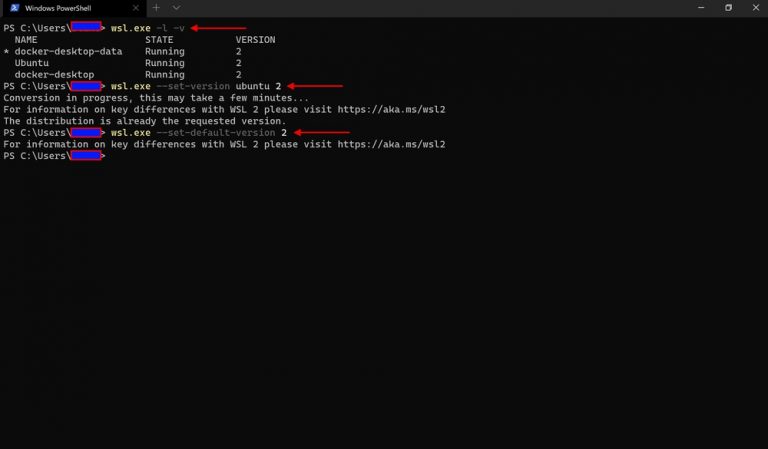 Windows PowerShell
PS C:\Users\ > wsl.exe -l -v
NAME STATE VERSION
* docker-desktop-data Running 2
Ubuntu Running 2
docker-desktop Running 2
PS C:\Users\ > wsl.exe --set-version ubuntu 2
Conversion in progress, this may take a few minutes...
For information on key differences with WSL 2 please visit https://aka.ms/wsl2
The distribution is already the requested version.
PS C:\Users\ > wsl.exe --set-default-version 2
For information on key differences with WSL 2 please visit https://aka.ms/wsl2
PS C:\Users\ >